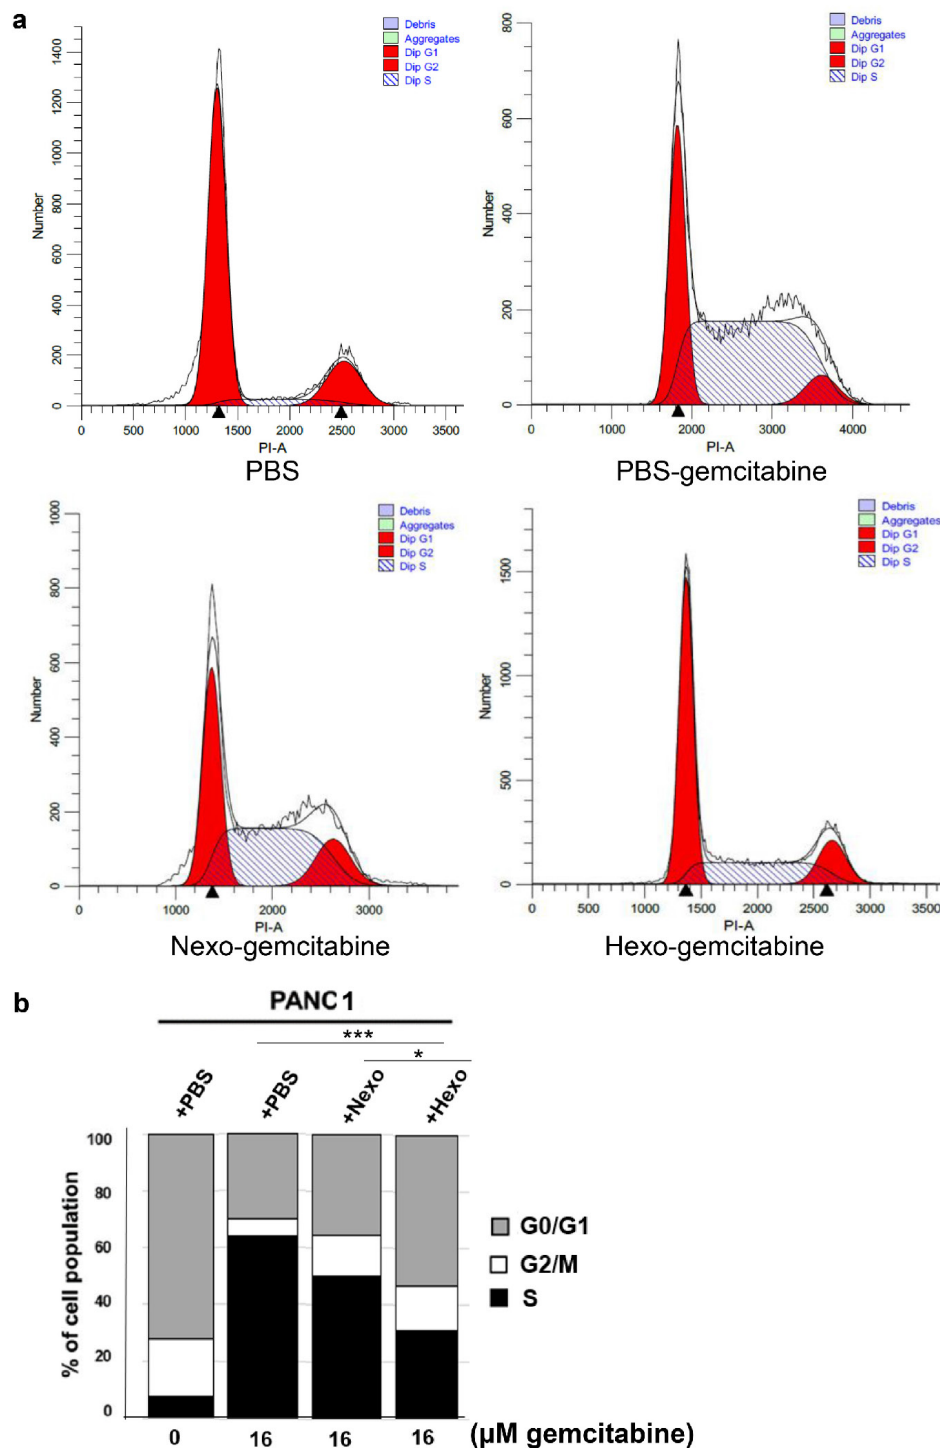 a
Debris
Aggregates
Dip G1
Dip G2
Dip S
Number
0 200 400 600 800 1000 1200 1400
0 500 1000 1500 2000 2500 3000 3500
PI-A
PBS
Debris
Aggregates
Dip G1
Dip G2
Dip S
Number
0 200 400 600 800
0 1000 2000 3000 4000
PI-A
PBS-gemcitabine
Debris
Aggregates
Dip G1
Dip G2
Dip S
Number
0 200 400 600 800 1000
0 1000 2000 3000
PI-A
Nexo-gemcitabine
Debris
Aggregates
Dip G1
Dip G2
Dip S
Number
0 500 1000 1500
0 500 1000 1500 2000 2500 3000 3500
PI-A
Hexo-gemcitabine
b
PANC1
***
*
+PBS +PBS +Nexo +Hexo
% of cell population
100
80
60
40
20
0
G0/G1
G2/M
S
0 16 16 16 (μM gemcitabine)